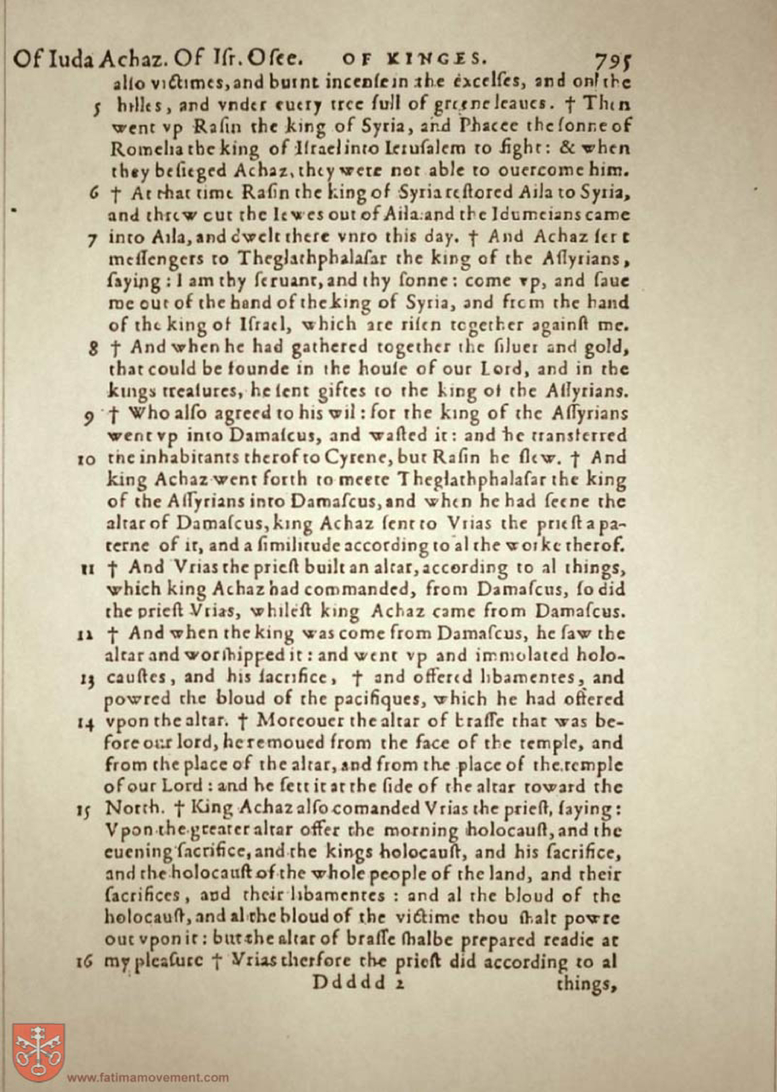 Of Iuda Achaz. Of Iſr. Oſee. OF KINGES. 795
alſo victimes, and burnt incenſe in the excelſes, and on the
5 hilles, and vnder euery tree full of greene leaues. † Then
went vp Raſin the king of Syria, and Phacee the ſonne of
Romelia the king of Iſrael into Ieruſalem to fight: & when
they beſieged Achaz, they were not able to ouercome him.
6 † At that time Raſin the king of Syria reſtored Aila to Syria,
and threw out the Iewes out of Aila: and the Idumeians came
7 into Aila, and dwelt there vnto this day. † And Achaz ſent
meſſengers to Theglathphalaſar the king of the Aſſyrians,
ſaying: I am thy ſeruant, and thy ſonne: come vp, and ſaue
me out of the hand of the king of Syria, and from the hand
of the king of Iſrael, which are riſen together againſt me.
8 † And when he had gathered together the ſiluer and gold,
that could be founde in the houſe of our Lord, and in the
kings treaſures, he ſent giftes to the king of the Aſſyrians.
9 † Who alſo agreed to his wil: for the king of the Aſſyrians
went vp into Damaſcus, and waſted it: and he tranſferred
10 the inhabitants therof to Cyrene, but Raſin he ſlew. † And
king Achaz went forth to meete Theglathphalaſar the king
of the Aſſyrians into Damaſcus, and when he had ſeene the
altar of Damaſcus, king Achaz ſent to Vrias the prieſt a pa-
terne of it, and a ſimilitude according to al the worke therof.
11 † And Vrias the prieſt built an altar, according to al things,
which king Achaz had commanded, from Damaſcus, ſo did
the prieſt Vrias, whileſt king Achaz came from Damaſcus.
12 † And when the king was come from Damaſcus, he ſaw the
altar and worſhipped it: and went vp and immolated holo-
13 cauſtes, and his ſacrifice, † and offered libamentes, and
powred the bloud of the pacifiques, which he had offered
14 vpon the altar. † Moreouer the altar of braſſe that was be-
fore our lord, he remoued from the face of the temple, and
from the place of the altar, and from the place of the temple
of our Lord: and he ſett it at the ſide of the altar toward the
15 North. † King Achaz alſo comanded Vrias the prieſt, ſaying:
Vpon the greater altar offer the morning holocauſt, and the
euening ſacrifice, and the kings holocauſt, and his ſacrifice,
and the holocauſt of the whole people of the land, and their
ſacrifices, and their libamentes: and al the bloud of the
holocauſt, and al the bloud of the victime thou ſhalt powre
out vpon it: but the altar of braſſe ſhalbe prepared readie at
16 my pleaſure † Vrias therfore the prieſt did according to al
Ddddd 2 things,
www.fatimamovement.com